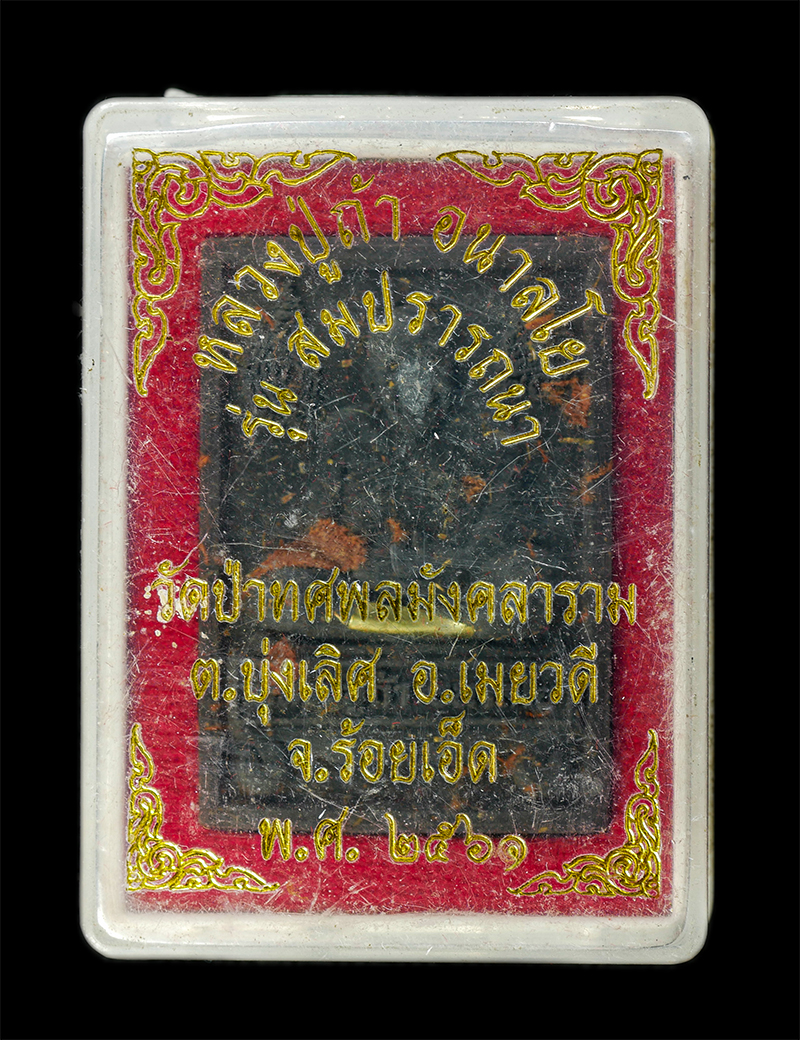 หลวงปู่ถ้า อนาลโย
รุ่น สมปรารถนา
วัดป่าทศพลมังคลาราม
ต.บุ่งเลิศ อ.เมยวดี
จ.ร้อยเอ็ด
พ.ศ. ๒๕๖๑